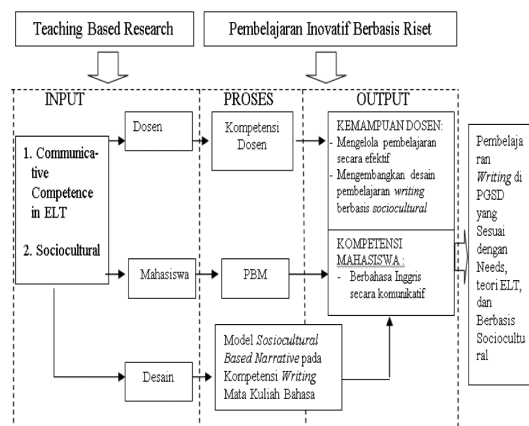 Teaching Based Research
Pembelajaran Inovatif Berbasis Riset
INPUT
PROSES
OUTPUT
1. Communica-
tive
Competence
in ELT
2. Sociocultural
Dosen
Mahasiswa
Desain
Kompetensi
Dosen
PBM
Model Sosiocultural
Based Narrative pada
Kompetensi Writing
Mata Kuliah Bahasa
KEMAMPUAN DOSEN:
- Mengelola pembelajaran
secara efektif
- Mengembangkan desain
pembelajaran writing
berbasis sociocultural
KOMPETENSI
MAHASISWA :
- Berbahasa Inggris
secara komunikatif
Pembelaja
ran
Writing di
PGSD
yang
Sesuai
dengan
Needs,
teori ELT,
dan
Berbasis
Sociocultu
ral